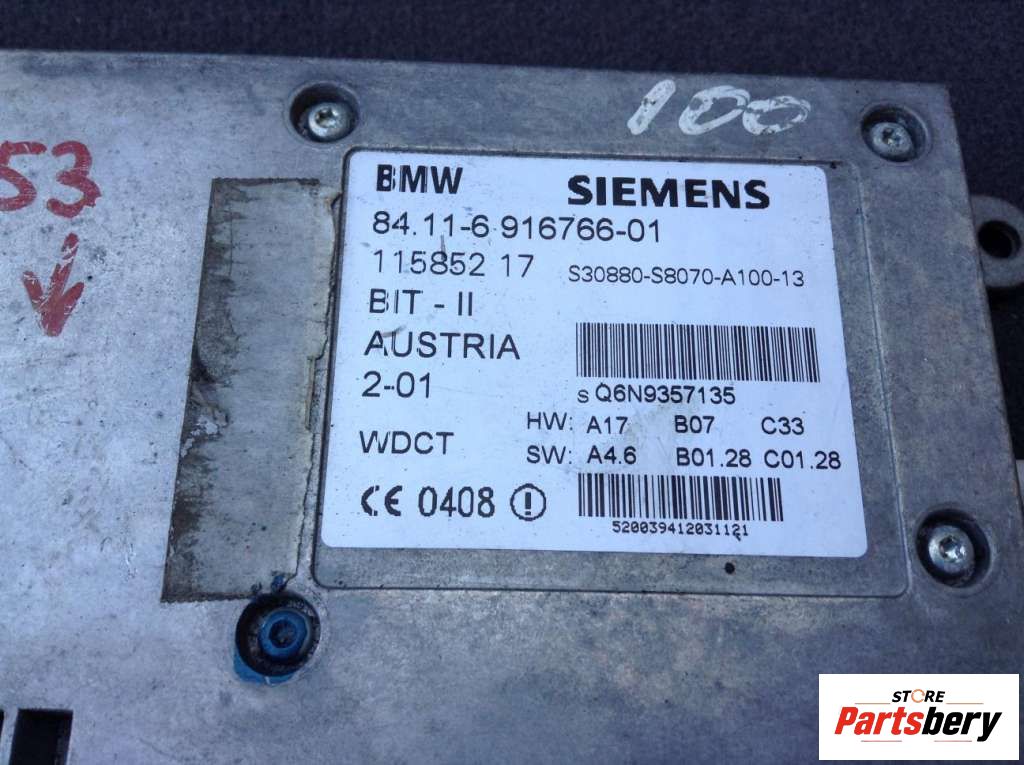 100
53
BMW SIEMENS
84.11-6 916766-01
115852 17 S30880-S8070-A100-13
BIT - II
AUSTRIA
2-01
S Q6N9357135
HW: A17 B07 C33
WDCT SW: A4.6 B01.28 C01.28
CE 0408
520039412031121
STORE
Partsbery